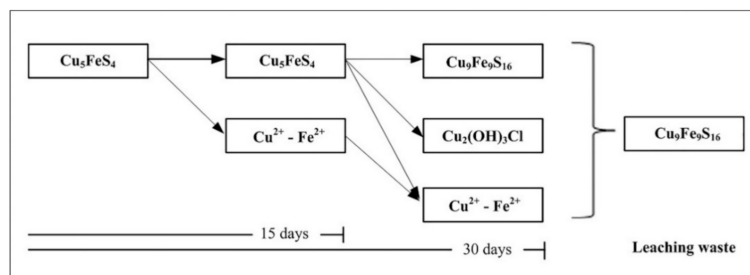 Cu₅FeS₄
Cu₅FeS₄
Cu₉Fe₉S₁₆
Cu²⁺ - Fe²⁺
Cu₂(OH)₃Cl
Cu₉Fe₉S₁₆
Cu²⁺ - Fe²⁺
15 days
30 days
Leaching waste